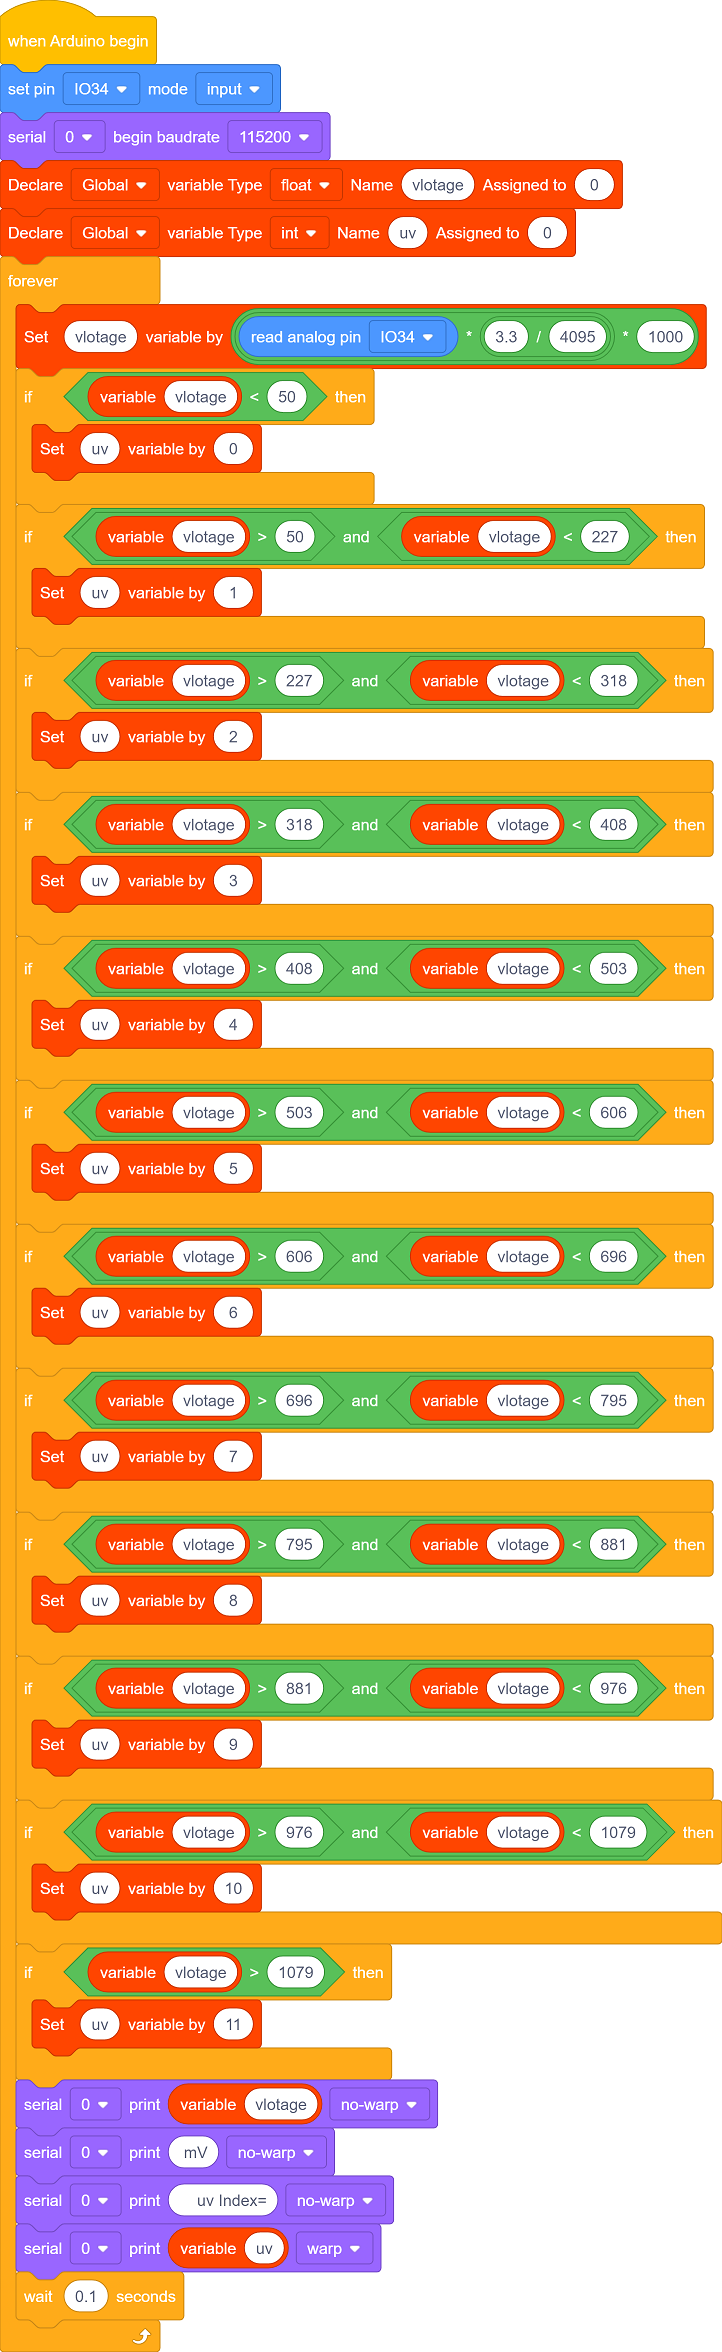 when Arduino begin
set pin IO34 mode input
serial 0 begin baudrate 115200
Declare Global variable Type float Name vlotage Assigned to 0
Declare Global variable Type int Name uv Assigned to 0
forever
Set vlotage variable by read analog pin IO34 * 3.3 / 4095 * 1000
if variable vlotage < 50 then
Set uv variable by 0
if variable vlotage > 50 and variable vlotage < 227 then
Set uv variable by 1
if variable vlotage > 227 and variable vlotage < 318 then
Set uv variable by 2
if variable vlotage > 318 and variable vlotage < 408 then
Set uv variable by 3
if variable vlotage > 408 and variable vlotage < 503 then
Set uv variable by 4
if variable vlotage > 503 and variable vlotage < 606 then
Set uv variable by 5
if variable vlotage > 606 and variable vlotage < 696 then
Set uv variable by 6
if variable vlotage > 696 and variable vlotage < 795 then
Set uv variable by 7
if variable vlotage > 795 and variable vlotage < 881 then
Set uv variable by 8
if variable vlotage > 881 and variable vlotage < 976 then
Set uv variable by 9
if variable vlotage > 976 and variable vlotage < 1079 then
Set uv variable by 10
if variable vlotage > 1079 then
Set uv variable by 11
serial 0 print variable vlotage no-warp
serial 0 print mV no-warp
serial 0 print uv Index= no-warp
serial 0 print variable uv warp
wait 0.1 seconds